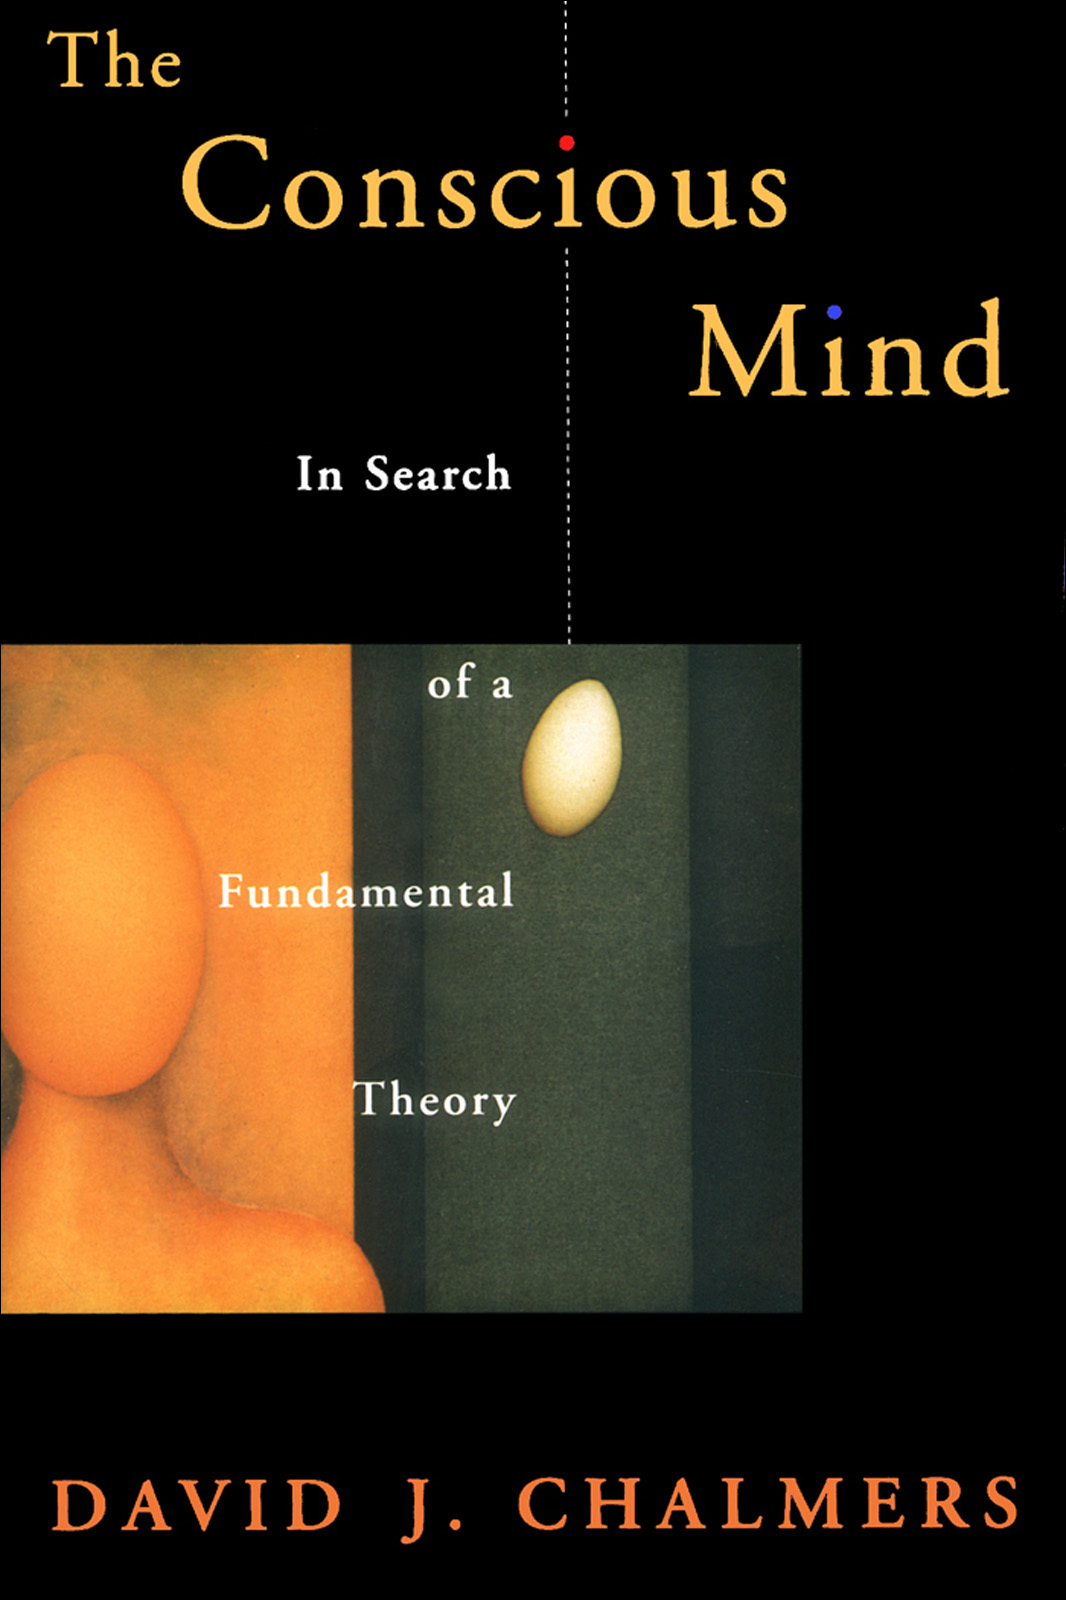 The
Conscious
Mind
In Search
of a
Fundamental
Theory
DAVID J. CHALMERS